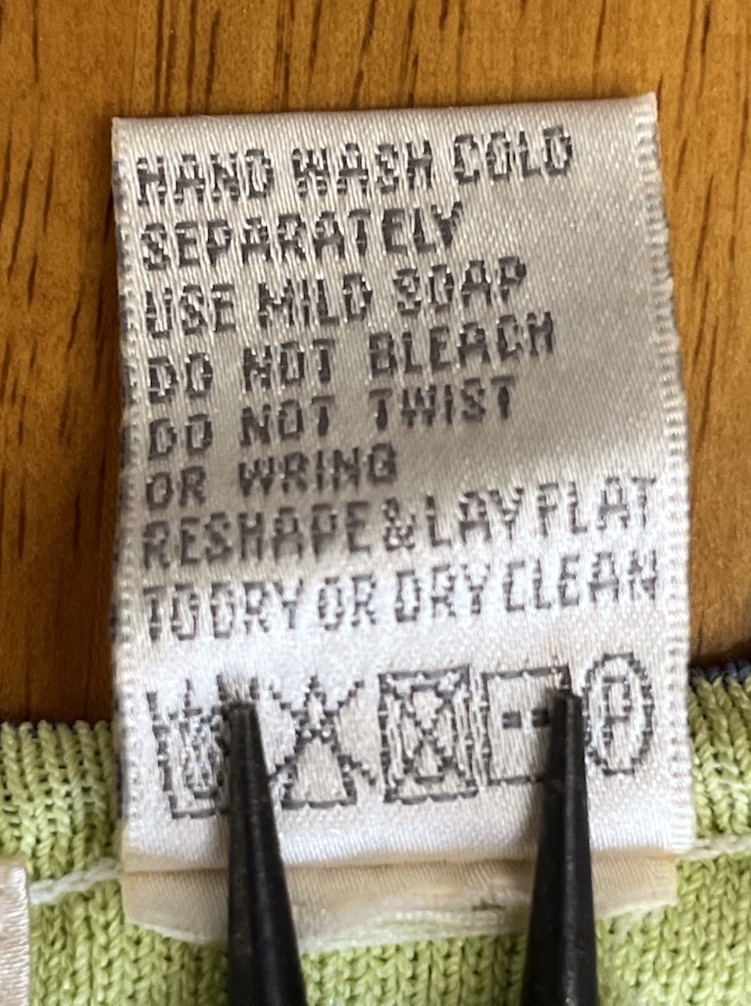 HAND WASH COLD
SEPARATELY
USE MILD SOAP
DO NOT BLEACH
DO NOT TWIST
OR WRING
RESHAPE & LAY FLAT
TO DRY OR DRY CLEAN
P